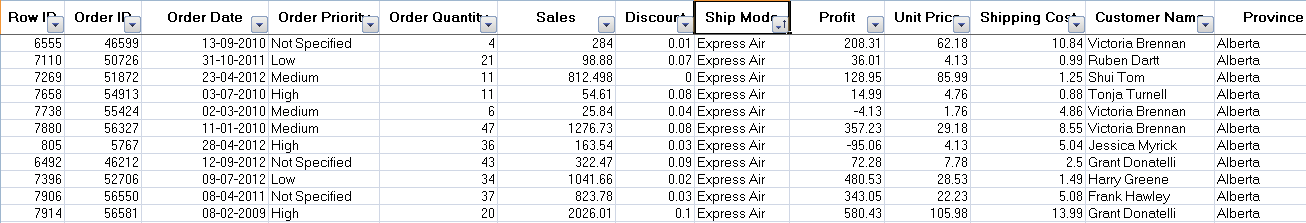 Row ID Order ID Order Date Order Priority Order Quantity Sales Discount Ship Mode Profit Unit Price Shipping Cost Customer Name Province
6555 46599 13-09-2010 Not Specified 4 284 0.01 Express Air 208.31 62.18 10.84 Victoria Brennan Alberta
7110 50726 31-10-2011 Low 21 98.88 0.07 Express Air 36.01 4.13 0.99 Ruben Dartt Alberta
7269 51872 23-04-2012 Medium 11 812.498 0 Express Air 128.95 85.99 1.25 Shui Tom Alberta
7658 54913 03-07-2010 High 11 54.61 0.08 Express Air 14.99 4.76 0.88 Tonja Turnell Alberta
7738 55424 02-03-2010 Medium 6 25.84 0.04 Express Air -4.13 1.76 4.86 Victoria Brennan Alberta
7880 56327 11-01-2010 Medium 47 1276.73 0.08 Express Air 357.23 29.18 8.55 Victoria Brennan Alberta
805 5767 28-04-2012 High 36 163.54 0.03 Express Air -95.06 4.13 5.04 Jessica Myrick Alberta
6492 46212 12-09-2012 Not Specified 43 322.47 0.09 Express Air 72.28 7.78 2.5 Grant Donatelli Alberta
7396 52706 09-07-2012 Low 34 1041.66 0.02 Express Air 480.53 28.53 1.49 Harry Greene Alberta
7906 56550 08-04-2011 Not Specified 37 823.78 0.03 Express Air 343.05 22.23 5.08 Frank Hawley Alberta
7914 56581 08-02-2009 High 20 2026.01 0.1 Express Air 580.43 105.98 13.99 Grant Donatelli Alberta